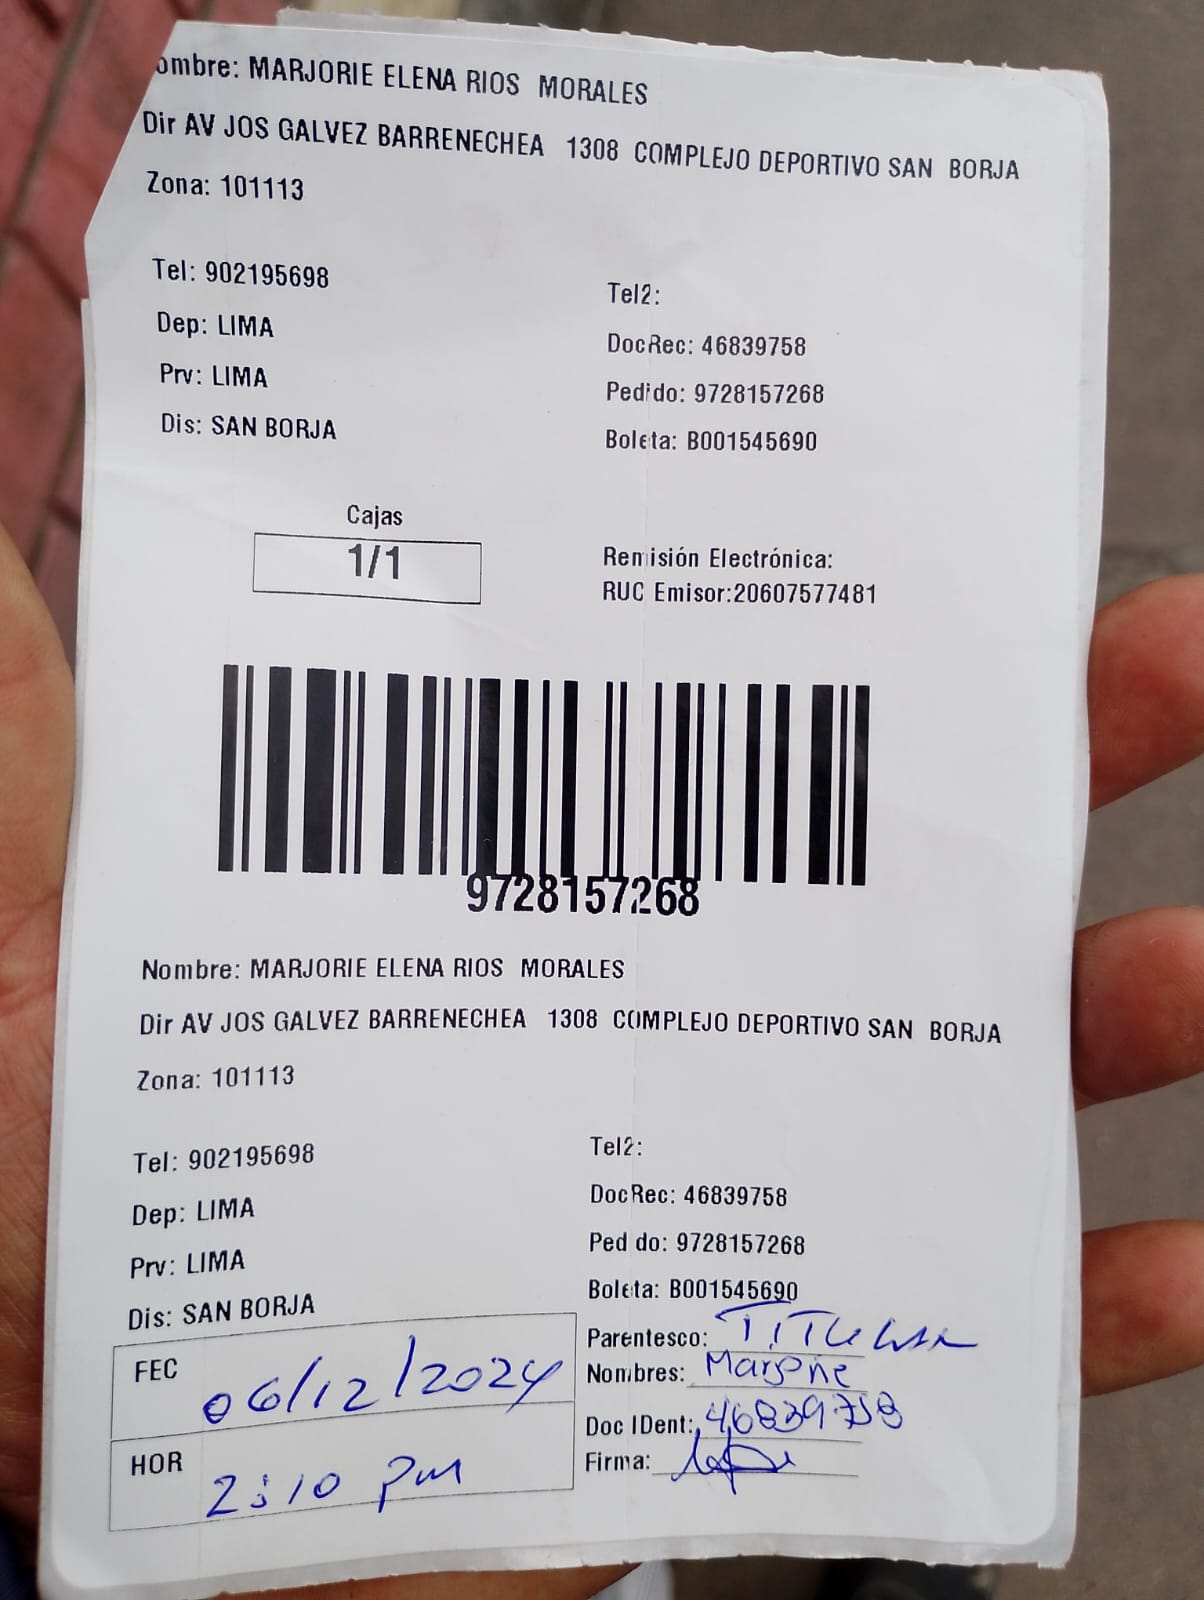 ombre: MARJORIE ELENA RIOS MORALES
Dir AV JOS GALVEZ BARRENECHEA 1308 COMPLEJO DEPORTIVO SAN BORJA
Zona: 101113
Tel: 902195698
Tel2:
Dep: LIMA
DocRec: 46839758
Prv: LIMA
Pedido: 9728157268
Dis: SAN BORJA
Boleta: B001545690
Cajas
1/1
Remisión Electrónica:
RUC Emisor:20607577481
9728157268
Nombre: MARJORIE ELENA RIOS MORALES
Dir AV JOS GALVEZ BARRENECHEA 1308 COMPLEJO DEPORTIVO SAN BORJA
Zona: 101113
Tel: 902195698
Tel2:
Dep: LIMA
DocRec: 46839758
Prv: LIMA
Ped do: 9728157268
Dis: SAN BORJA
Boleta: B001545690
FEC 06/12/2024
HOR 2:10 pm
Parentesco: TITULAR
Nombres: Marjorie
Doc IDent: 46839758
Firma: